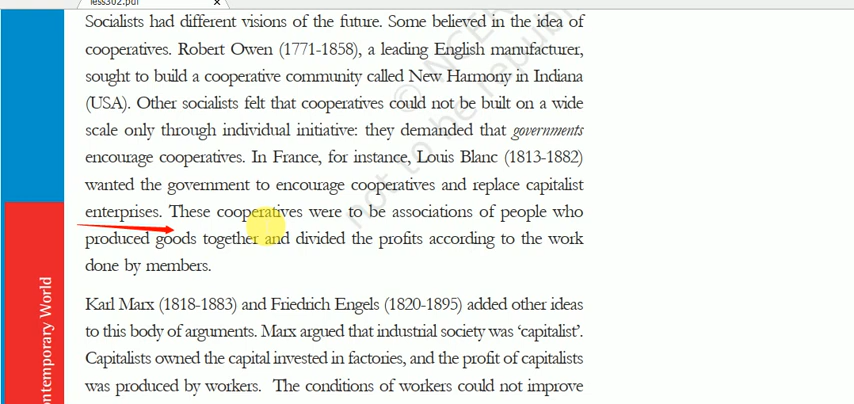 less302.pdf
Socialists had different visions of the future. Some believed in the idea of
cooperatives. Robert Owen (1771-1858), a leading English manufacturer,
sought to build a cooperative community called New Harmony in Indiana
(USA). Other socialists felt that cooperatives could not be built on a wide
scale only through individual initiative: they demanded that governments
encourage cooperatives. In France, for instance, Louis Blanc (1813-1882)
wanted the government to encourage cooperatives and replace capitalist
enterprises. These cooperatives were to be associations of people who
produced goods together and divided the profits according to the work
done by members.
Karl Marx (1818-1883) and Friedrich Engels (1820-1895) added other ideas
to this body of arguments. Marx argued that industrial society was ‘capitalist’.
Capitalists owned the capital invested in factories, and the profit of capitalists
was produced by workers. The conditions of workers could not improve
ontemporary World
© NCER
not to be republ